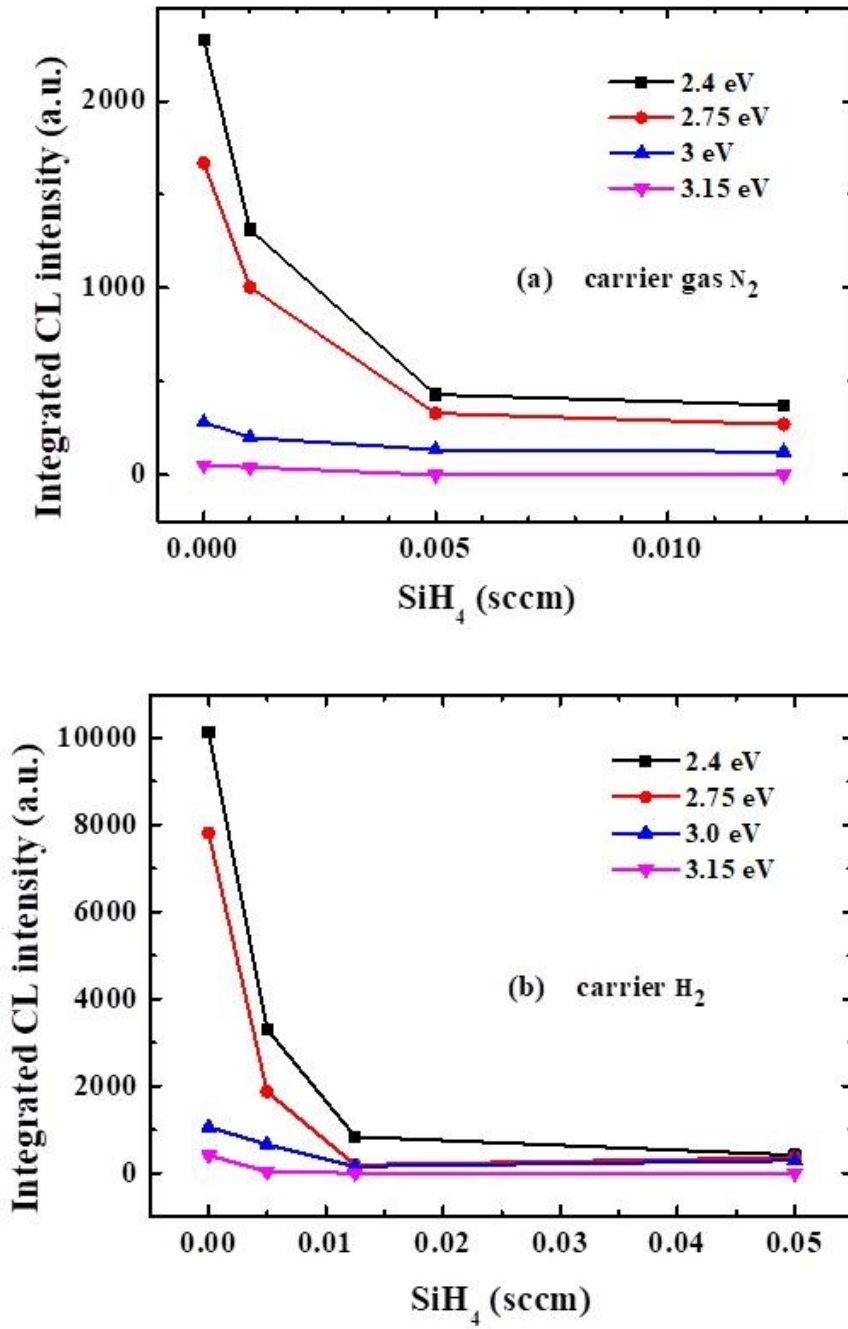 Integrated CL intensity (a.u.)
2000
1000
0
2.4 eV
2.75 eV
3 eV
3.15 eV
(a) carrier gas N2
0.000 0.005 0.010
SiH4 (sccm)
Integrated CL intensity (a.u.)
10000
8000
6000
4000
2000
0
2.4 eV
2.75 eV
3.0 eV
3.15 eV
(b) carrier H2
0.00 0.01 0.02 0.03 0.04 0.05
SiH4 (sccm)